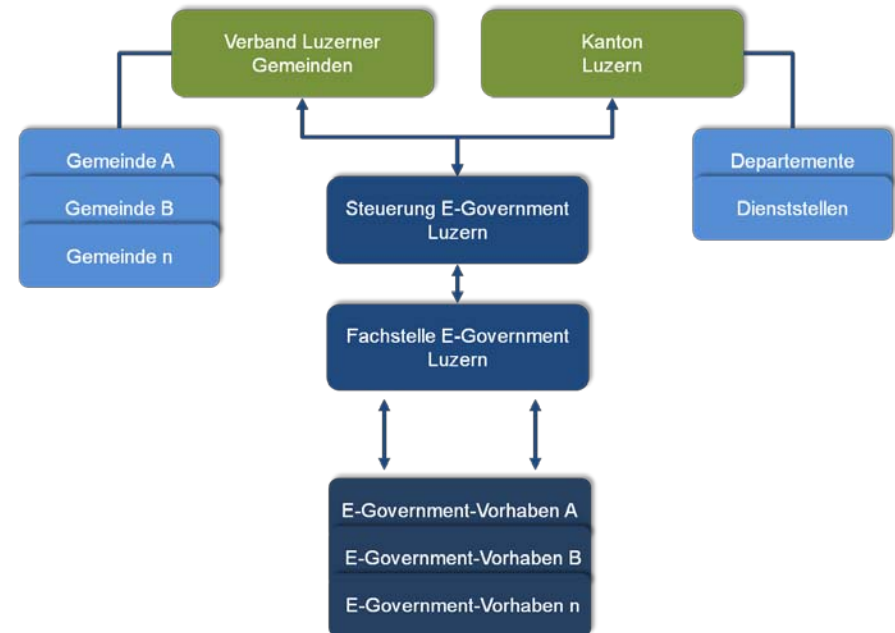 Verband Luzerner
Gemeinden
Kanton
Luzern
Gemeinde A
Gemeinde B
Gemeinde n
Departemente
Dienststellen
Steuerung E-Government
Luzern
Fachstelle E-Government
Luzern
E-Government-Vorhaben A
E-Government-Vorhaben B
E-Government-Vorhaben n